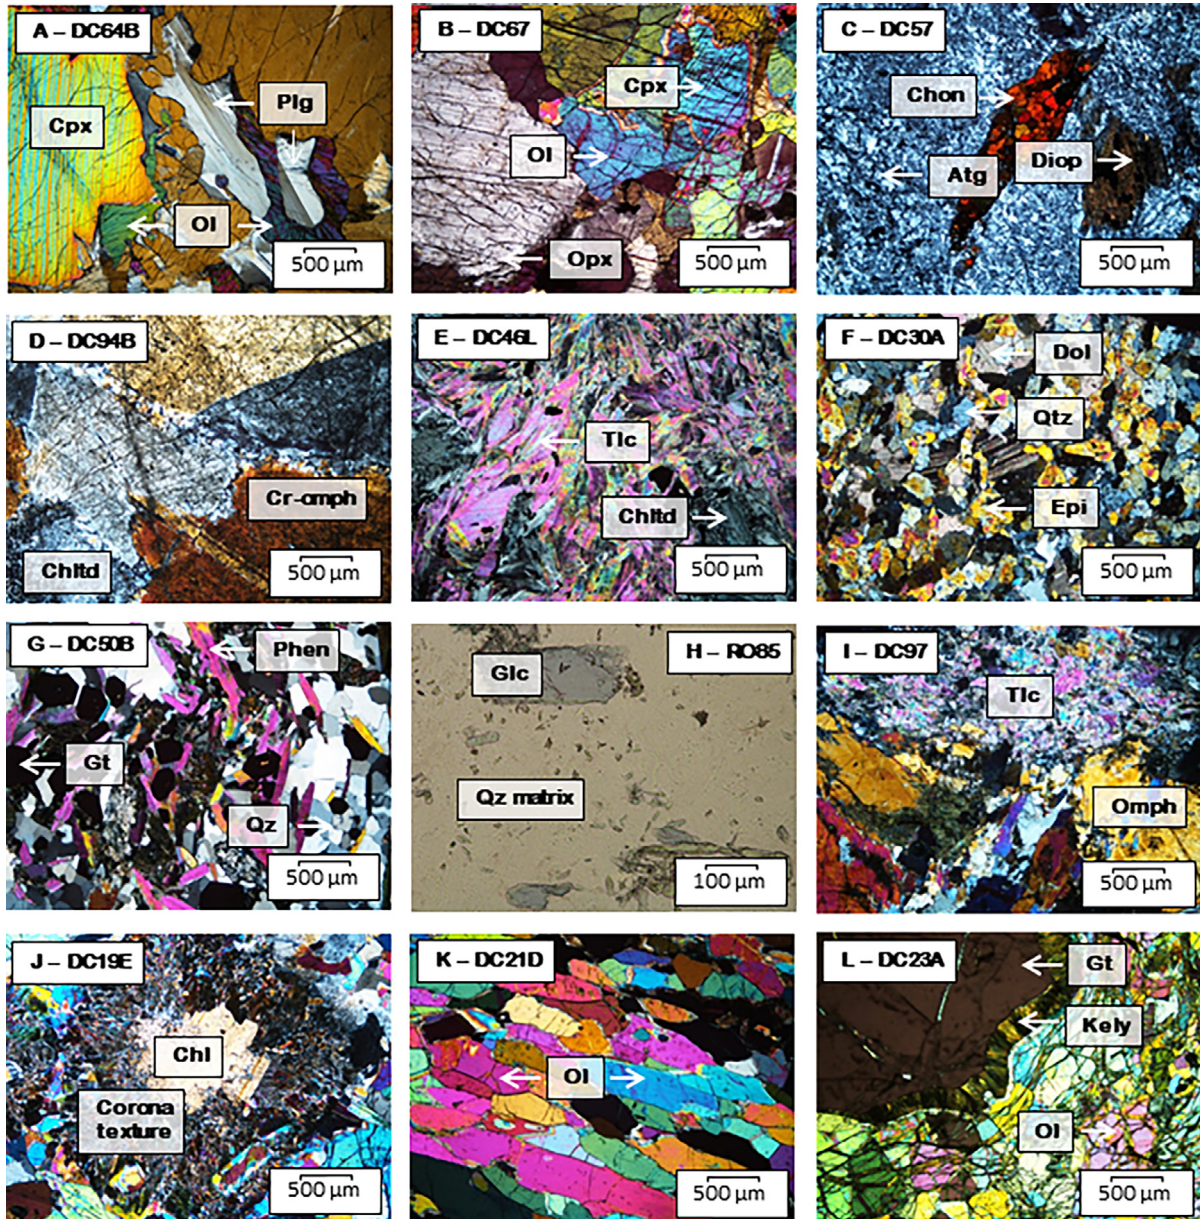 A – DC64B
Plg
Cpx
Ol
500 µm
B – DC67
Cpx
Ol
Opx
500 µm
C – DC57
Chon
Atg
Diop
500 µm
D – DC94B
Cr-omph
Chltd
500 µm
E – DC46L
Tlc
Chltd
500 µm
F – DC30A
Dol
Qtz
Epi
500 µm
G – DC50B
Phen
Gt
Qz
500 µm
H – RO85
Glc
Qz matrix
100 µm
I – DC97
Tlc
Omph
500 µm
J – DC19E
Chl
Corona
texture
500 µm
K – DC21D
Ol
500 µm
L – DC23A
Gt
Kely
Ol
500 µm